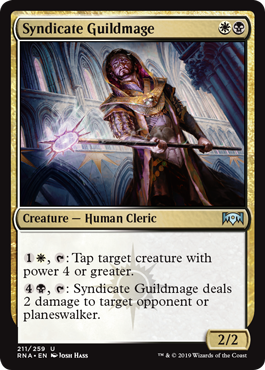 Syndicate Guildmage
Creature — Human Cleric
1 , : Tap target creature with
power 4 or greater.
4 , : Syndicate Guildmage deals
2 damage to target opponent or
planeswalker.
2/2
211/259 U
RNA • EN Josh Hass
™ & © 2019 Wizards of the Coast